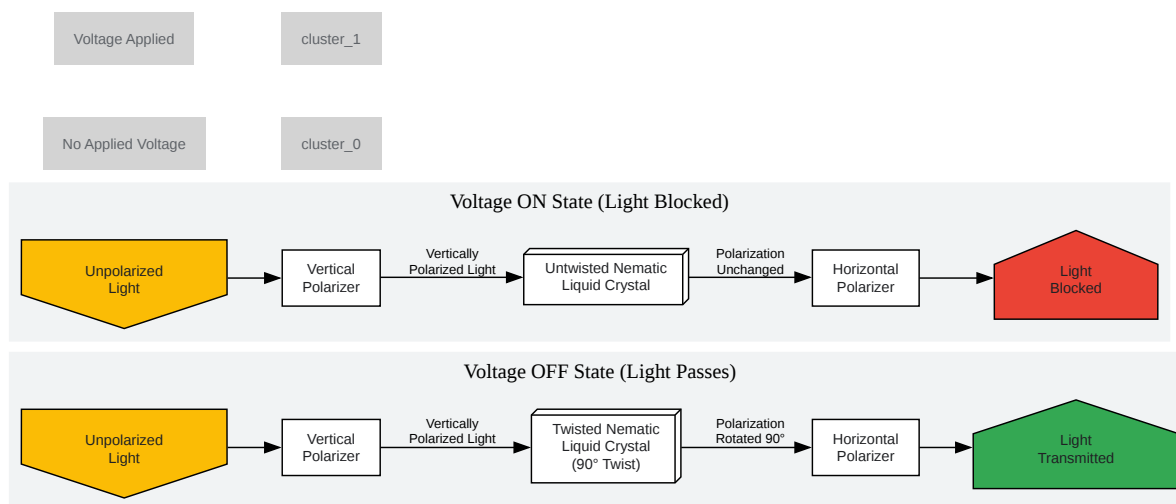 Voltage Applied
cluster_1
No Applied Voltage
cluster_0
Voltage ON State (Light Blocked)
Unpolarized
Light
Vertical
Polarizer
Vertically
Polarized Light
Untwisted Nematic
Liquid Crystal
Polarization
Unchanged
Horizontal
Polarizer
Light
Blocked
Voltage OFF State (Light Passes)
Unpolarized
Light
Vertical
Polarizer
Vertically
Polarized Light
Twisted Nematic
Liquid Crystal
(90° Twist)
Polarization
Rotated 90°
Horizontal
Polarizer
Light
Transmitted